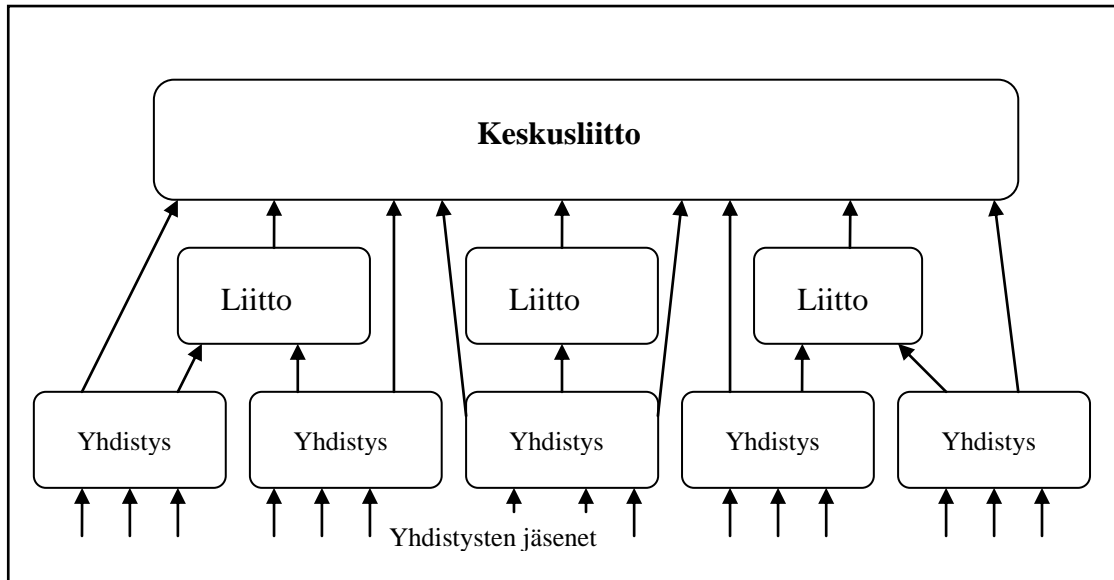 Keskusliitto
Liitto
Liitto
Liitto
Yhdistys
Yhdistys
Yhdistys
Yhdistys
Yhdistys
Yhdistysten jäsenet